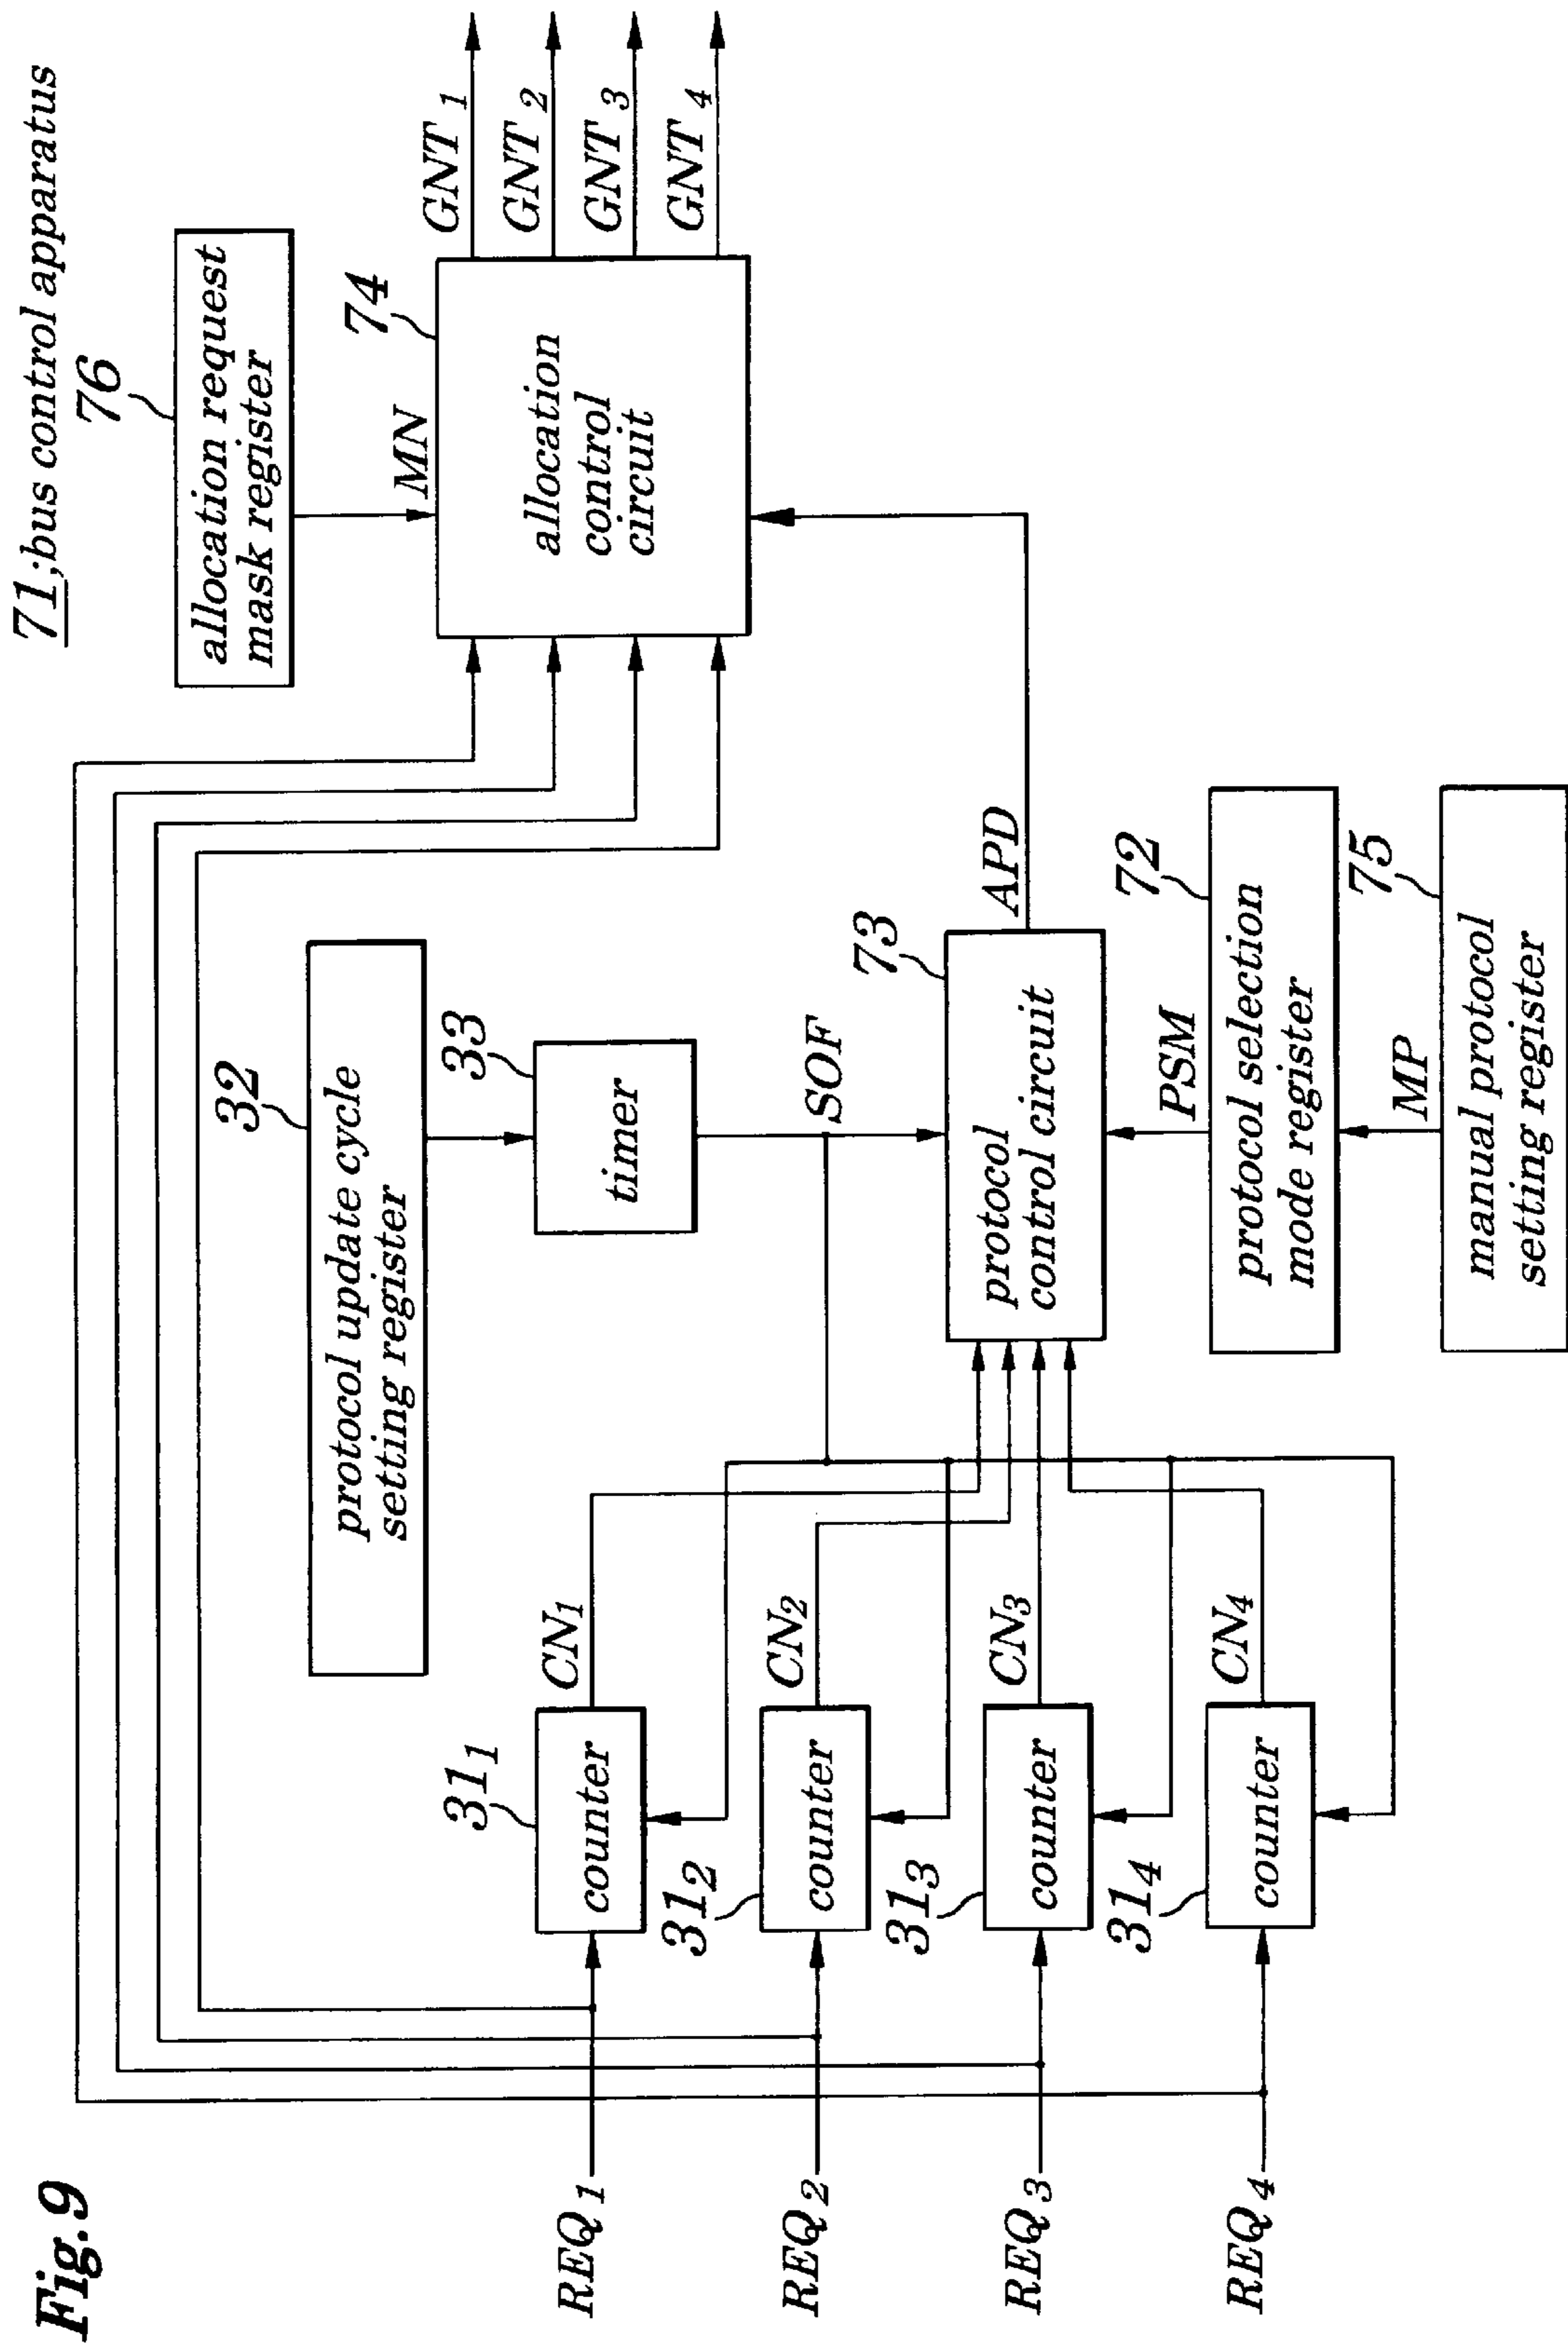 Fig.9
71;bus control apparatus
76
allocation request
mask register
MN
74
allocation
control
circuit
GNT 1
GNT 2
GNT 3
GNT 4
32
protocol update cycle
setting register
33
timer
SOF
73
protocol
control circuit
APD
PSM
72
protocol selection
mode register
MP
75
manual protocol
setting register
REQ 1
REQ 2
REQ 3
REQ 4
31 1
counter
CN1
31 2
counter
CN2
31 3
counter
CN3
31 4
counter
CN4